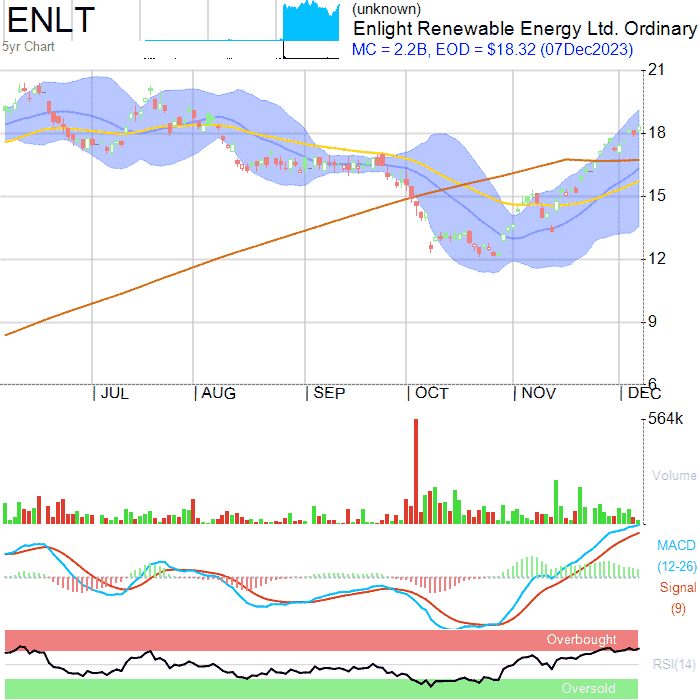 ENLT
5yr Chart
(unknown)
Enlight Renewable Energy Ltd. Ordinary
MC = 2.2B, EOD = $18.32 (07Dec2023)
21
18
15
12
9
6
JUL AUG SEP OCT NOV DEC
564k
Volume
MACD
(12-26)
Signal
(9)
Overbought
RSI(14)
Oversold